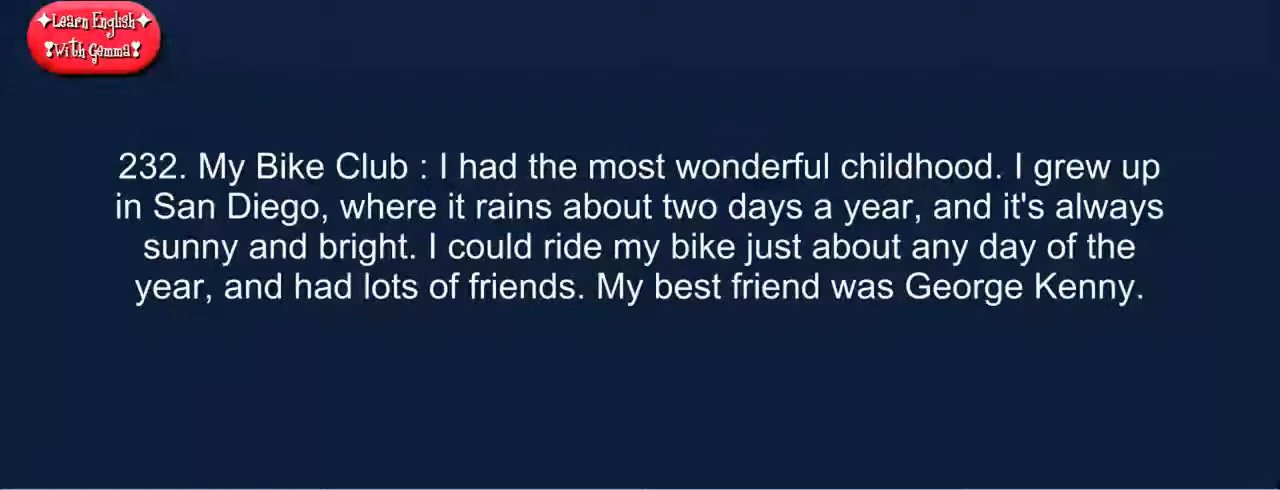 ✦Learn English✦
❣With Gemma❣
232. My Bike Club : I had the most wonderful childhood. I grew up
in San Diego, where it rains about two days a year, and it's always
sunny and bright. I could ride my bike just about any day of the
year, and had lots of friends. My best friend was George Kenny.